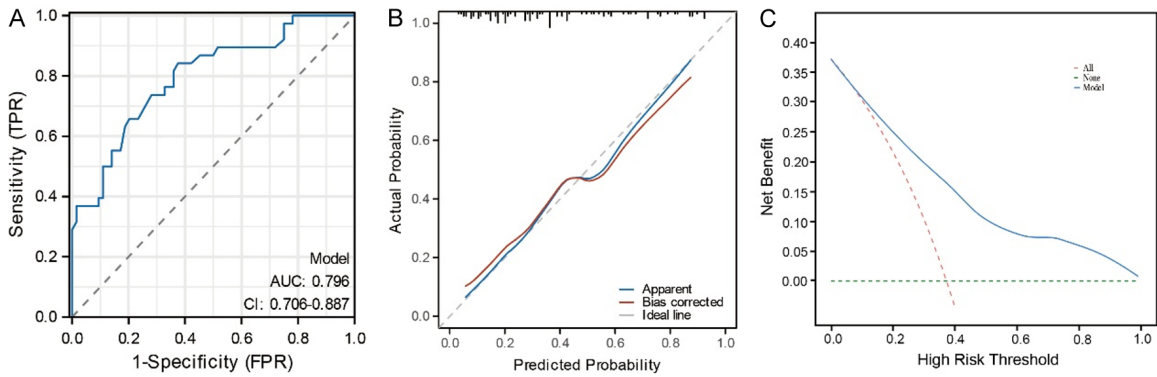 A
Sensitivity (TPR)
1.0
0.8
0.6
0.4
0.2
0.0
0.0 0.2 0.4 0.6 0.8 1.0
1-Specificity (FPR)
Model
AUC: 0.796
CI: 0.706-0.887
B
Actual Probability
1.0
0.8
0.6
0.4
0.2
0.0
0.0 0.2 0.4 0.6 0.8 1.0
Predicted Probability
Apparent
Bias corrected
Ideal line
C
Net Benefit
0.40
0.35
0.30
0.25
0.20
0.15
0.10
0.05
0.00
0.0 0.2 0.4 0.6 0.8 1.0
High Risk Threshold
All
None
Model